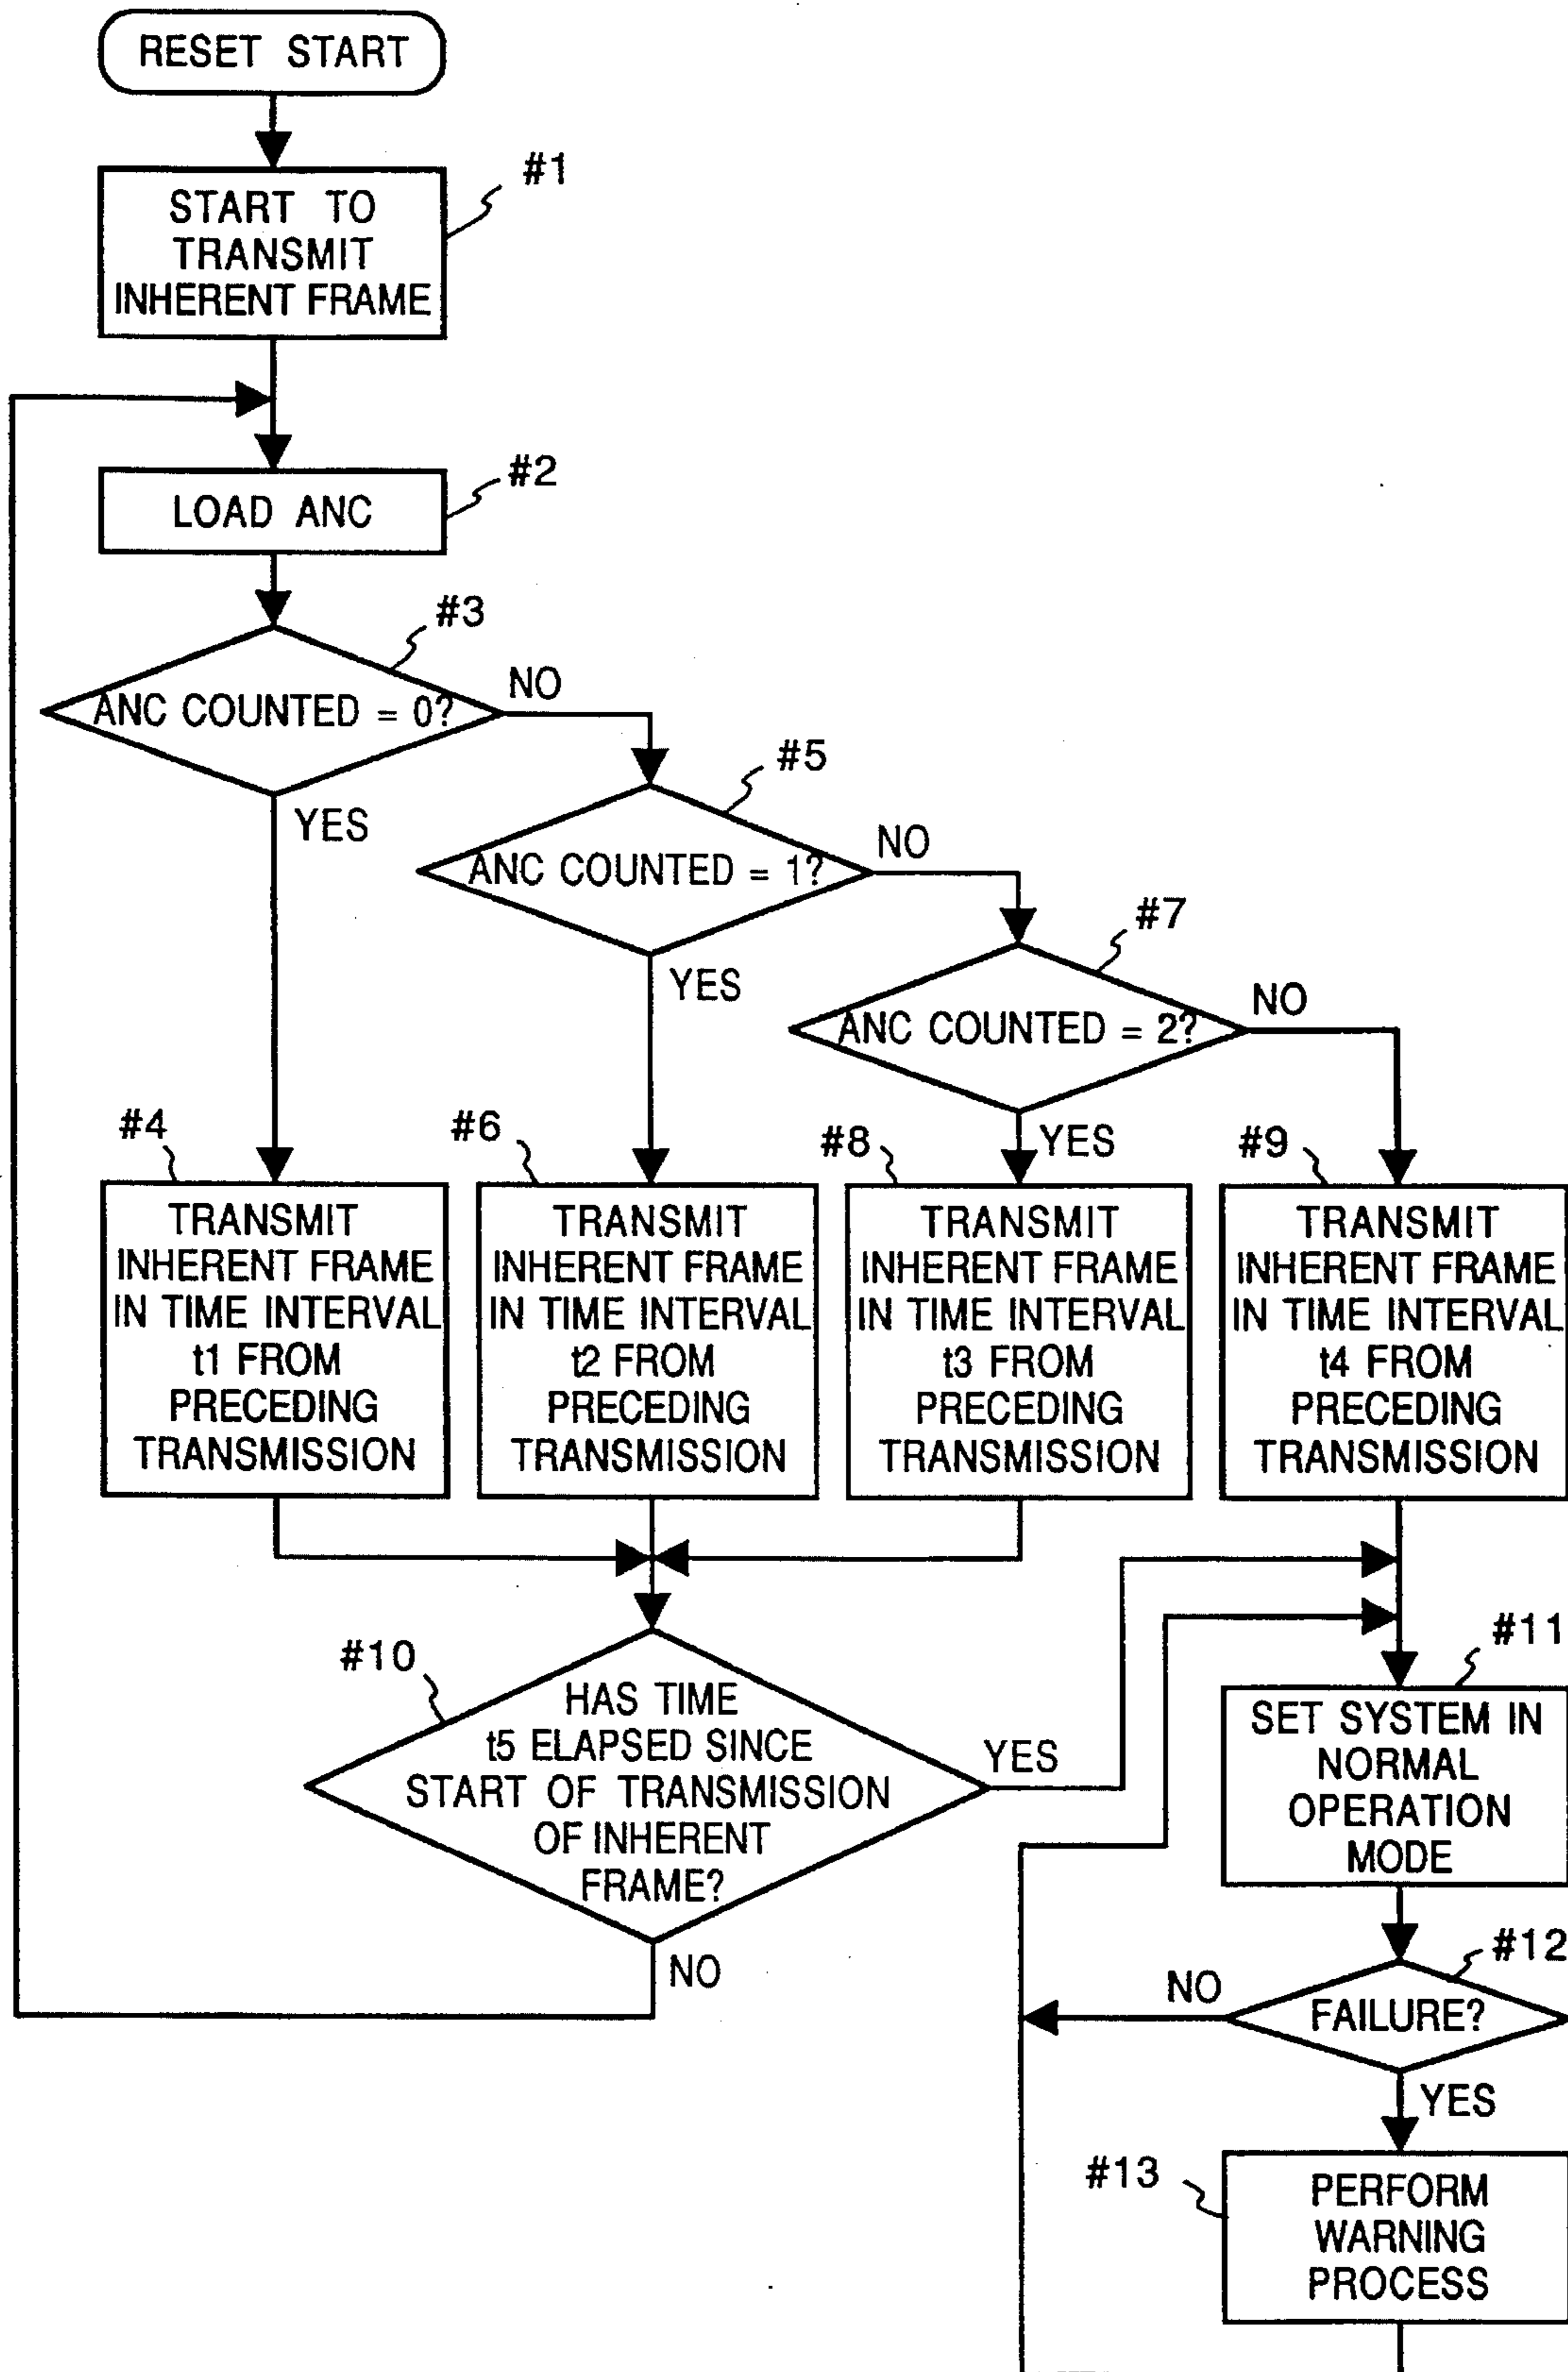 RESET START
#1
START TO
TRANSMIT
INHERENT FRAME
#2
LOAD ANC
#3
ANC COUNTED = 0?
NO
YES
#5
ANC COUNTED = 1?
NO
YES
#7
ANC COUNTED = 2?
NO
YES
#4
TRANSMIT
INHERENT FRAME
IN TIME INTERVAL
t1 FROM
PRECEDING
TRANSMISSION
#6
TRANSMIT
INHERENT FRAME
IN TIME INTERVAL
t2 FROM
PRECEDING
TRANSMISSION
#8
TRANSMIT
INHERENT FRAME
IN TIME INTERVAL
t3 FROM
PRECEDING
TRANSMISSION
#9
TRANSMIT
INHERENT FRAME
IN TIME INTERVAL
t4 FROM
PRECEDING
TRANSMISSION
#10
HAS TIME
t5 ELAPSED SINCE
START OF TRANSMISSION
OF INHERENT
FRAME?
YES
NO
#11
SET SYSTEM IN
NORMAL
OPERATION
MODE
#12
FAILURE?
NO
YES
#13
PERFORM
WARNING
PROCESS